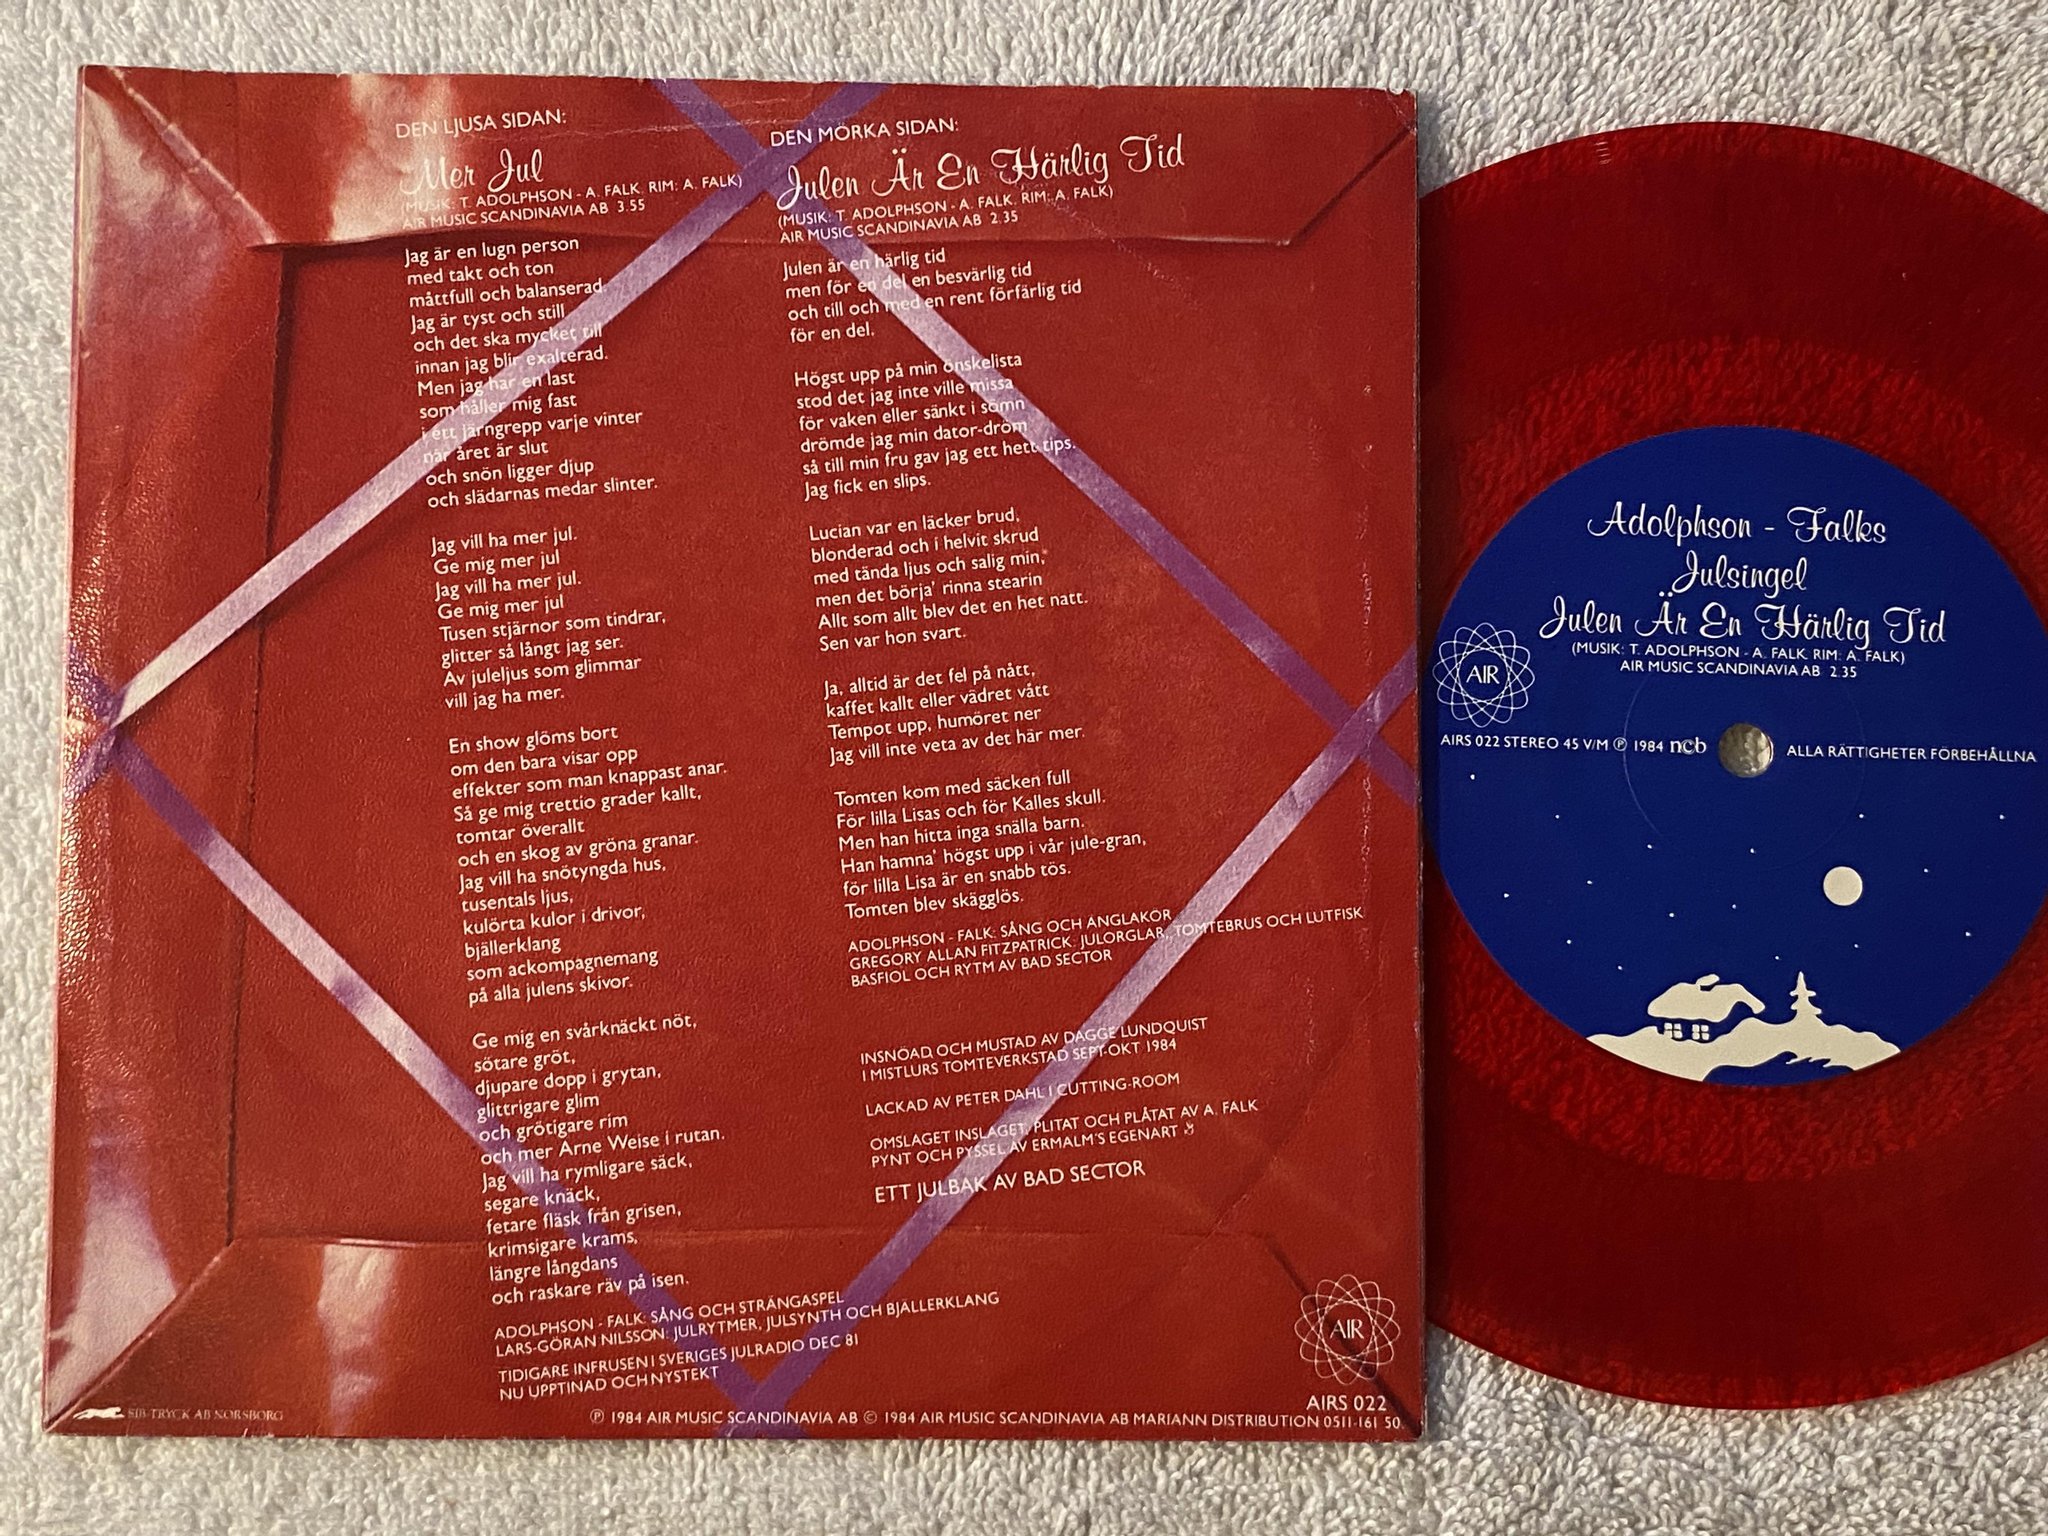 DEN LJUSA SIDAN:
Mer Jul
(MUSIK: T. ADOLPHSON - A. FALK. RIM: A. FALK)
AIR MUSIC SCANDINAVIA AB 3.55
Jag är en lugn person
med takt och ton
måttfull och balanserad.
Jag är tyst och still
och det ska mycket till
innan jag blir exalterad.
Men jag har en last
som håller mig fast
i ett järngrepp varje vinter
när året är slut
och snön ligger djup
och slädarnas medar slinter.
Jag vill ha mer jul.
Ge mig mer jul
Jag vill ha mer jul.
Ge mig mer jul
Tusen stjärnor som tindrar,
glitter så långt jag ser.
Av juleljus som glimmar
vill jag ha mer.
En show glöms bort
om den bara visar opp
effekter som man knappast anar.
Så ge mig trettio grader kallt,
tomtar överallt
och en skog av gröna granar.
Jag vill ha snötyngda hus,
tusentals ljus,
kulörta kulor i drivor,
bjällerklang
som ackompagnemang
på alla julens skivor.
Ge mig en svårknäckt nöt,
sötare gröt,
djupare dopp i grytan,
glittrigare glim
och grötigare rim
och mer Arne Weise i rutan.
Jag vill ha rymligare säck,
segare knäck,
fetare fläsk från grisen,
krimsigare krams,
längre långdans
och raskare räv på isen.
ADOLPHSON - FALK: SÅNG OCH STRÄNGASPEL
LARS-GÖRAN NILSSON: JULRYTMER, JULSYNTH OCH BJÄLLERKLANG
TIDIGARE INFRUSEN I SVERIGES JULRADIO DEC 81
NU UPPTINAD OCH NYSTEKT
DEN MÖRKA SIDAN:
Julen Är En Härlig Tid
(MUSIK: T. ADOLPHSON - A. FALK. RIM: A. FALK)
AIR MUSIC SCANDINAVIA AB 2.35
Julen är en härlig tid
men för en del en besvärlig tid
och till och med en rent förfärlig tid
för en del.
Högst upp på min önskelista
stod det jag inte ville missa
för vaken eller sänkt i sömn
drömde jag min dator-dröm
så till min fru gav jag ett hett tips.
Jag fick en slips.
Lucian var en läcker brud,
blonderad och i helvit skrud
med tända ljus och salig min,
men det börja' rinna stearin
Allt som allt blev det en het natt.
Sen var hon svart.
Ja, alltid är det fel på nått,
kaffet kallt eller vädret vått
Tempot upp, humöret ner
Jag vill inte veta av det här mer.
Tomten kom med säcken full
För lilla Lisas och för Kalles skull.
Men han hitta inga snälla barn.
Han hamna' högst upp i vår jule-gran,
för lilla Lisa är en snabb tös.
Tomten blev skägglös.
ADOLPHSON - FALK: SÅNG OCH ÄNGLAKÖR
GREGORY ALLAN FITZPATRICK: JULORGLAR, TOMTEBRUS OCH LUTFISK
BASFIOL OCH RYTM AV BAD SECTOR
INSNÖAD OCH MUSTAD AV DAGGE LUNDQUIST
I MISTLURS TOMTEVERKSTAD SEPT-OKT 1984
LACKAD AV PETER DAHL I CUTTING-ROOM
OMSLAGET INSLAGET, PLITAT OCH PLÅTAT AV A. FALK
PYNT OCH PYSSEL AV ERMALM'S EGENART
ETT JULBAK AV BAD SECTOR
AIR
AIRS 022
SIB-TRYCK AB NORSBORG
℗ 1984 AIR MUSIC SCANDINAVIA AB © 1984 AIR MUSIC SCANDINAVIA AB MARIANN DISTRIBUTION 0511-161 50.
Adolphson - Falks
Julsingel
Julen Är En Härlig Tid
(MUSIK: T. ADOLPHSON - A. FALK. RIM: A. FALK)
AIR MUSIC SCANDINAVIA AB 2.35
AIR
AIRS 022 STEREO 45 V/M ℗ 1984 ncb
ALLA RÄTTIGHETER FÖRBEHÅLLNA